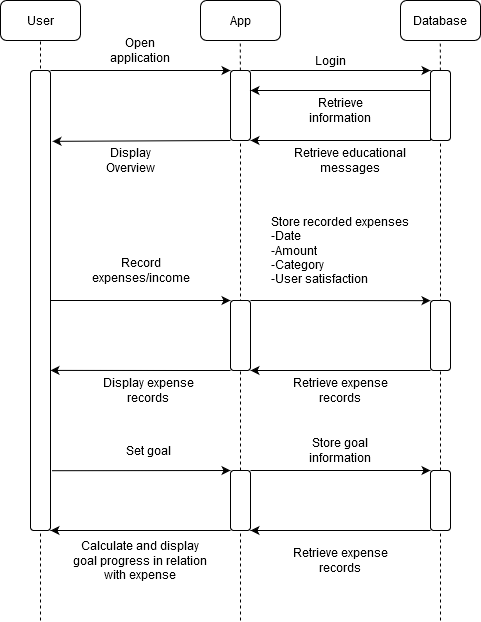 User
App
Database
Open
application
Login
Retrieve
information
Display
Overview
Retrieve educational
messages
Store recorded expenses
-Date
-Amount
-Category
-User satisfaction
Record
expenses/income
Display expense
records
Retrieve expense
records
Set goal
Store goal
information
Calculate and display
goal progress in relation
with expense
Retrieve expense
records